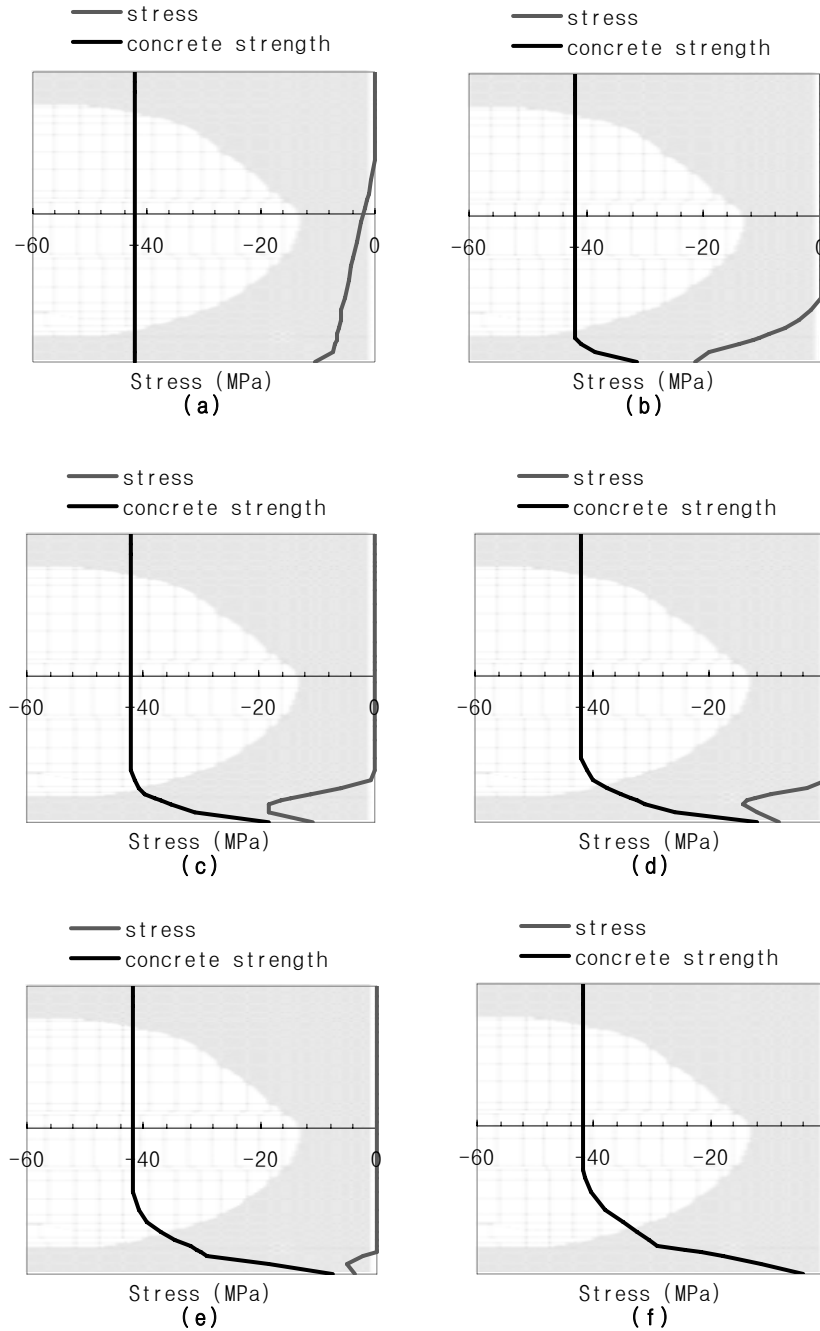 stress
concrete strength
-60 -40 -20 0
Stress (MPa)
(a)
stress
concrete strength
-60 -40 -20 0
Stress (MPa)
(b)
stress
concrete strength
-60 -40 -20 0
Stress (MPa)
(c)
stress
concrete strength
-60 -40 -20
Stress (MPa)
(d)
stress
concrete strength
-60 -40 -20 0
Stress (MPa)
(e)
stress
concrete strength
-60 -40 -20
Stress (MPa)
(f)